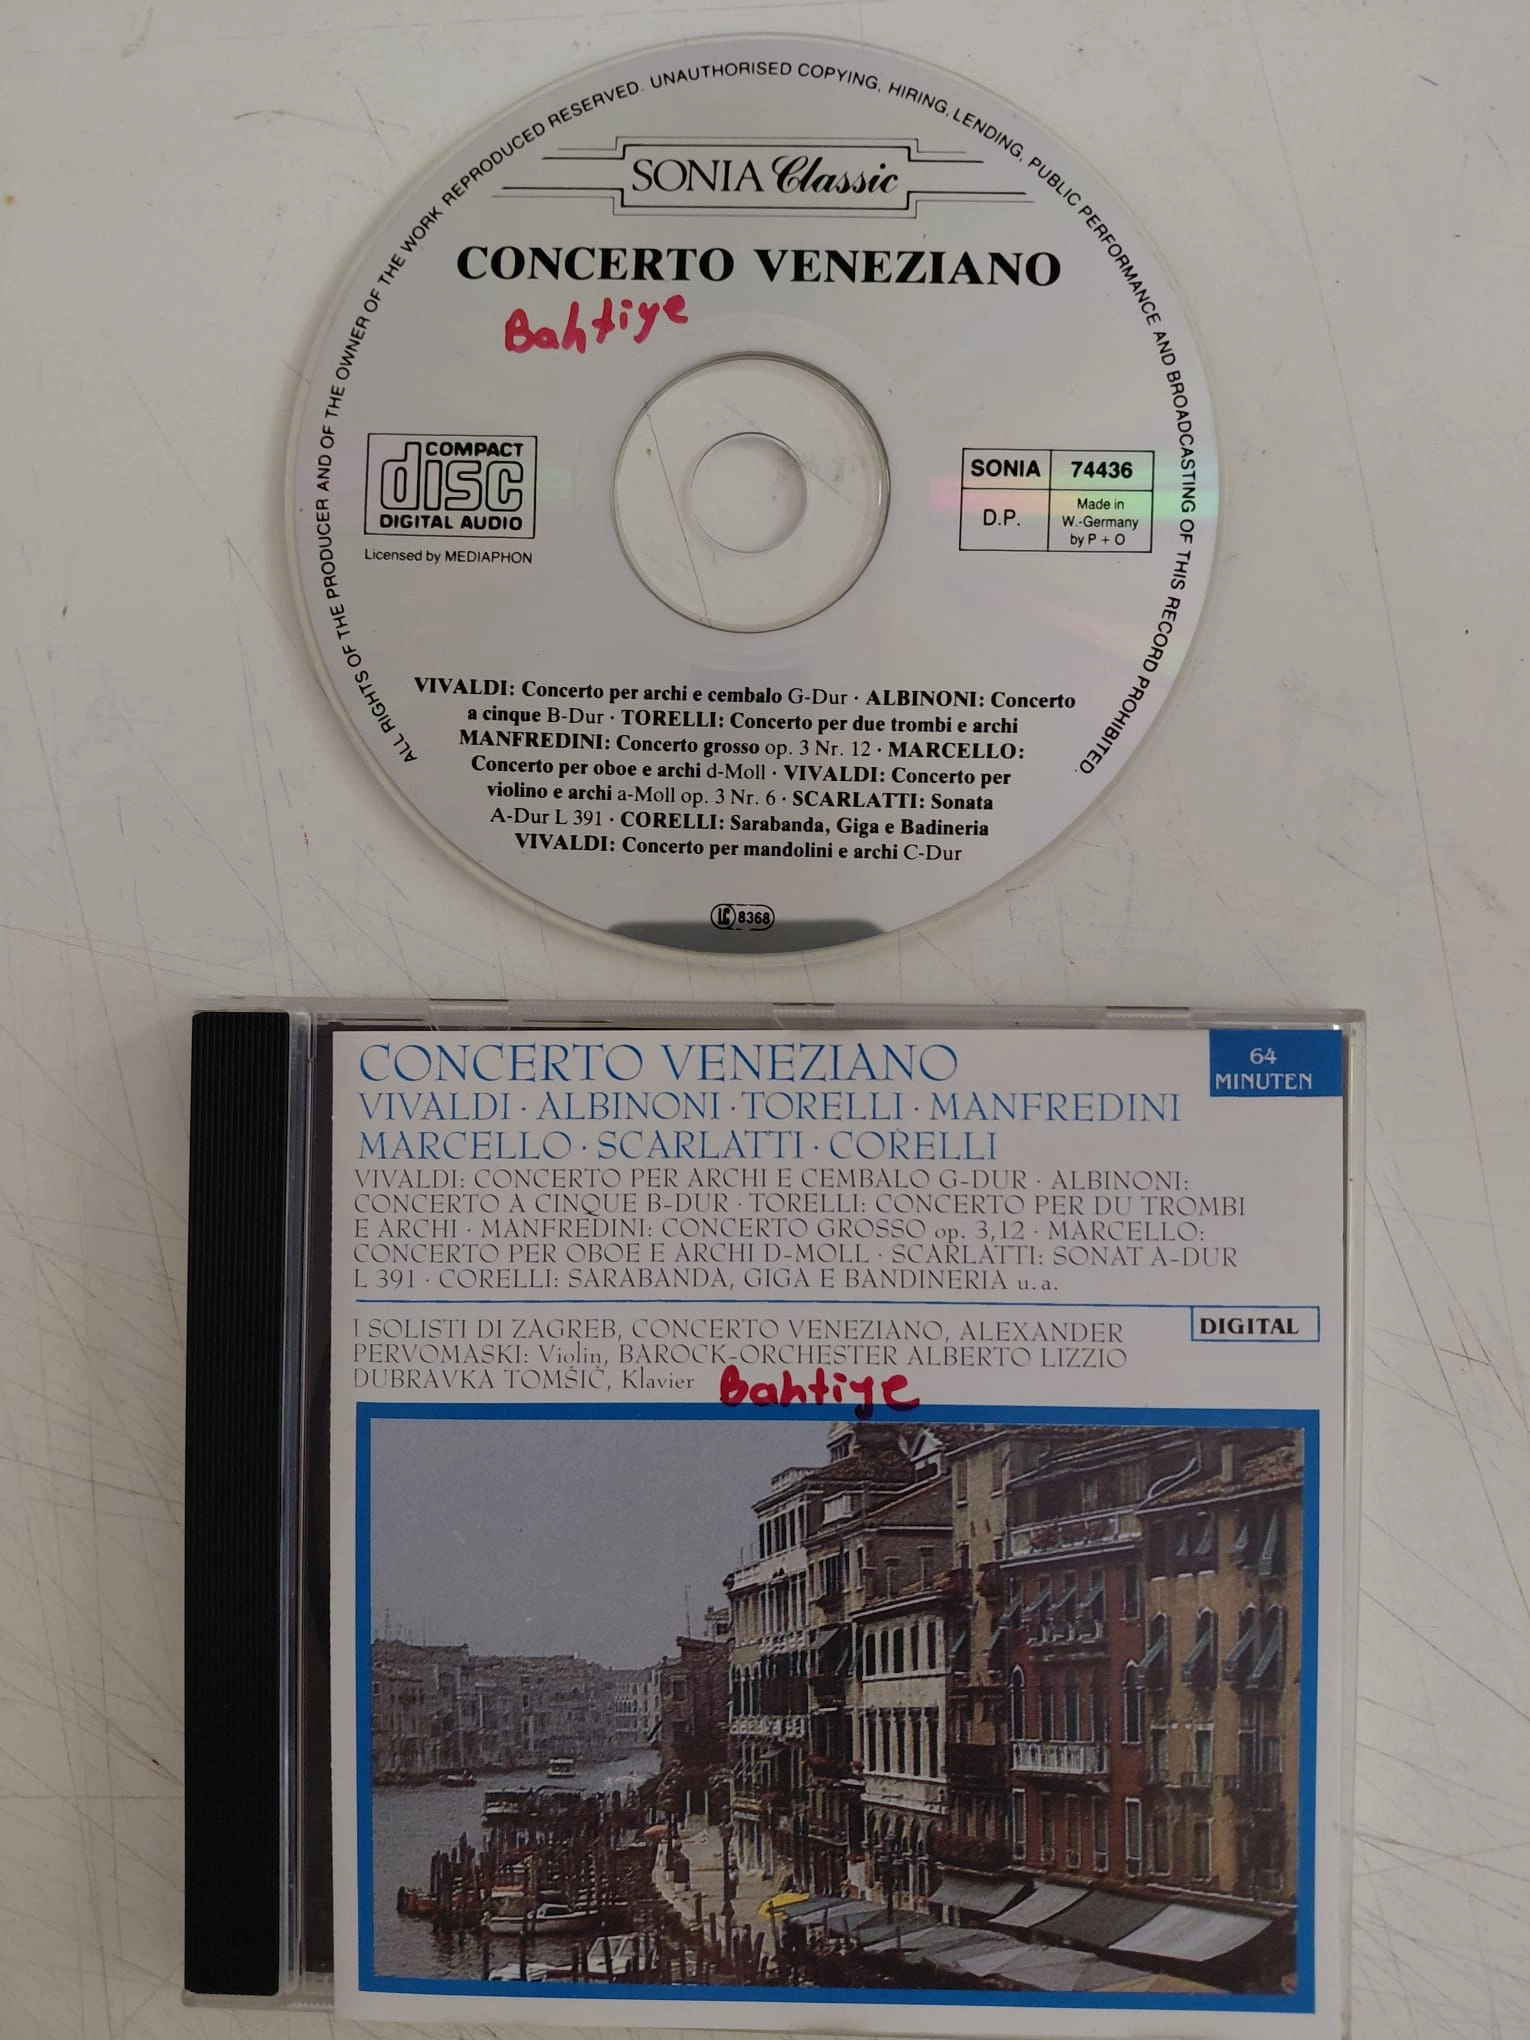 ALL RIGHTS OF THE PRODUCER AND OF THE OWNER OF THE WORK REPRODUCED RESERVED. UNAUTHORISED COPYING, HIRING, LENDING, PUBLIC PERFORMANCE AND BROADCASTING OF THIS RECORD PROHIBITED.
SONIA Classic
CONCERTO VENEZIANO
Bahtiye
COMPACT
disc
DIGITAL AUDIO
Licensed by MEDIAPHON
SONIA 74436
D.P.
Made in
W.-Germany
by P + O
VIVALDI: Concerto per archi e cembalo G-Dur · ALBINONI: Concerto
a cinque B-Dur · TORELLI: Concerto per due trombi e archi
MANFREDINI: Concerto grosso op. 3 Nr. 12 · MARCELLO:
Concerto per oboe e archi d-Moll · VIVALDI: Concerto per
violino e archi a-Moll op. 3 Nr. 6 · SCARLATTI: Sonata
A-Dur L 391 · CORELLI: Sarabanda, Giga e Badineria
VIVALDI: Concerto per mandolini e archi C-Dur
LC 8368
CONCERTO VENEZIANO
64
MINUTEN
VIVALDI · ALBINONI · TORELLI · MANFREDINI
MARCELLO · SCARLATTI · CORELLI
VIVALDI: CONCERTO PER ARCHI E CEMBALO G-DUR · ALBINONI:
CONCERTO A CINQUE B-DUR · TORELLI: CONCERTO PER DU TROMBI
E ARCHI · MANFREDINI: CONCERTO GROSSO op. 3,12 · MARCELLO:
CONCERTO PER OBOE E ARCHI D-MOLL · SCARLATTI: SONAT A-DUR
L 391 · CORELLI: SARABANDA, GIGA E BANDINERIA u.a.
DIGITAL
I SOLISTI DI ZAGREB, CONCERTO VENEZIANO, ALEXANDER
PERVOMASKI: Violin, BAROCK-ORCHESTER ALBERTO LIZZIO
DUBRAVKA TOMŠIČ, Klavier
Bahtiye